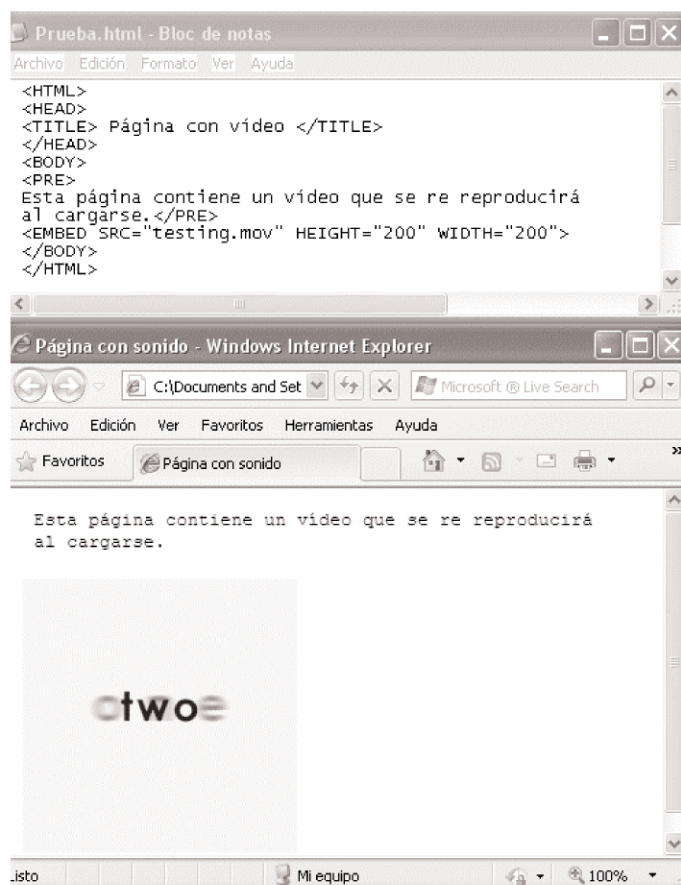 Prueba.html - Bloc de notas
Archivo Edición Formato Ver Ayuda
<HTML>
<HEAD>
<TITLE> Página con vídeo </TITLE>
</HEAD>
<BODY>
<PRE>
Esta página contiene un vídeo que se re reproducirá
al cargarse.</PRE>
<EMBED SRC="testing.mov" HEIGHT="200" WIDTH="200">
</BODY>
</HTML>
Página con sonido - Windows Internet Explorer
C:\Documents and Set Microsoft ® Live Search
Archivo Edición Ver Favoritos Herramientas Ayuda
Favoritos Página con sonido
Esta página contiene un vídeo que se re reproducirá
al cargarse.
two
Listo Mi equipo 100%